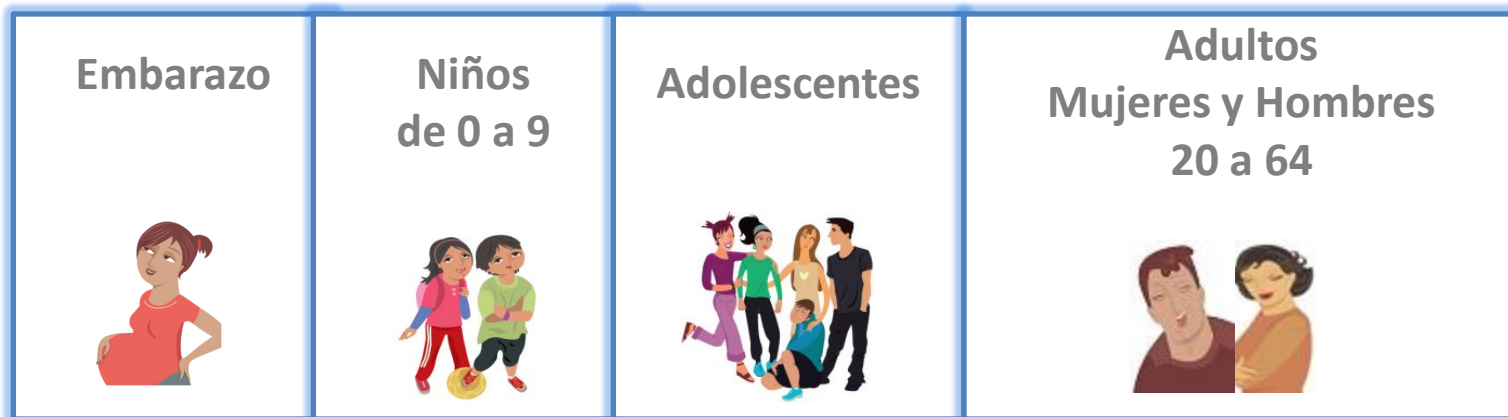 Embarazo
Niños
de 0 a 9
Adolescentes
Adultos
Mujeres y Hombres
20 a 64